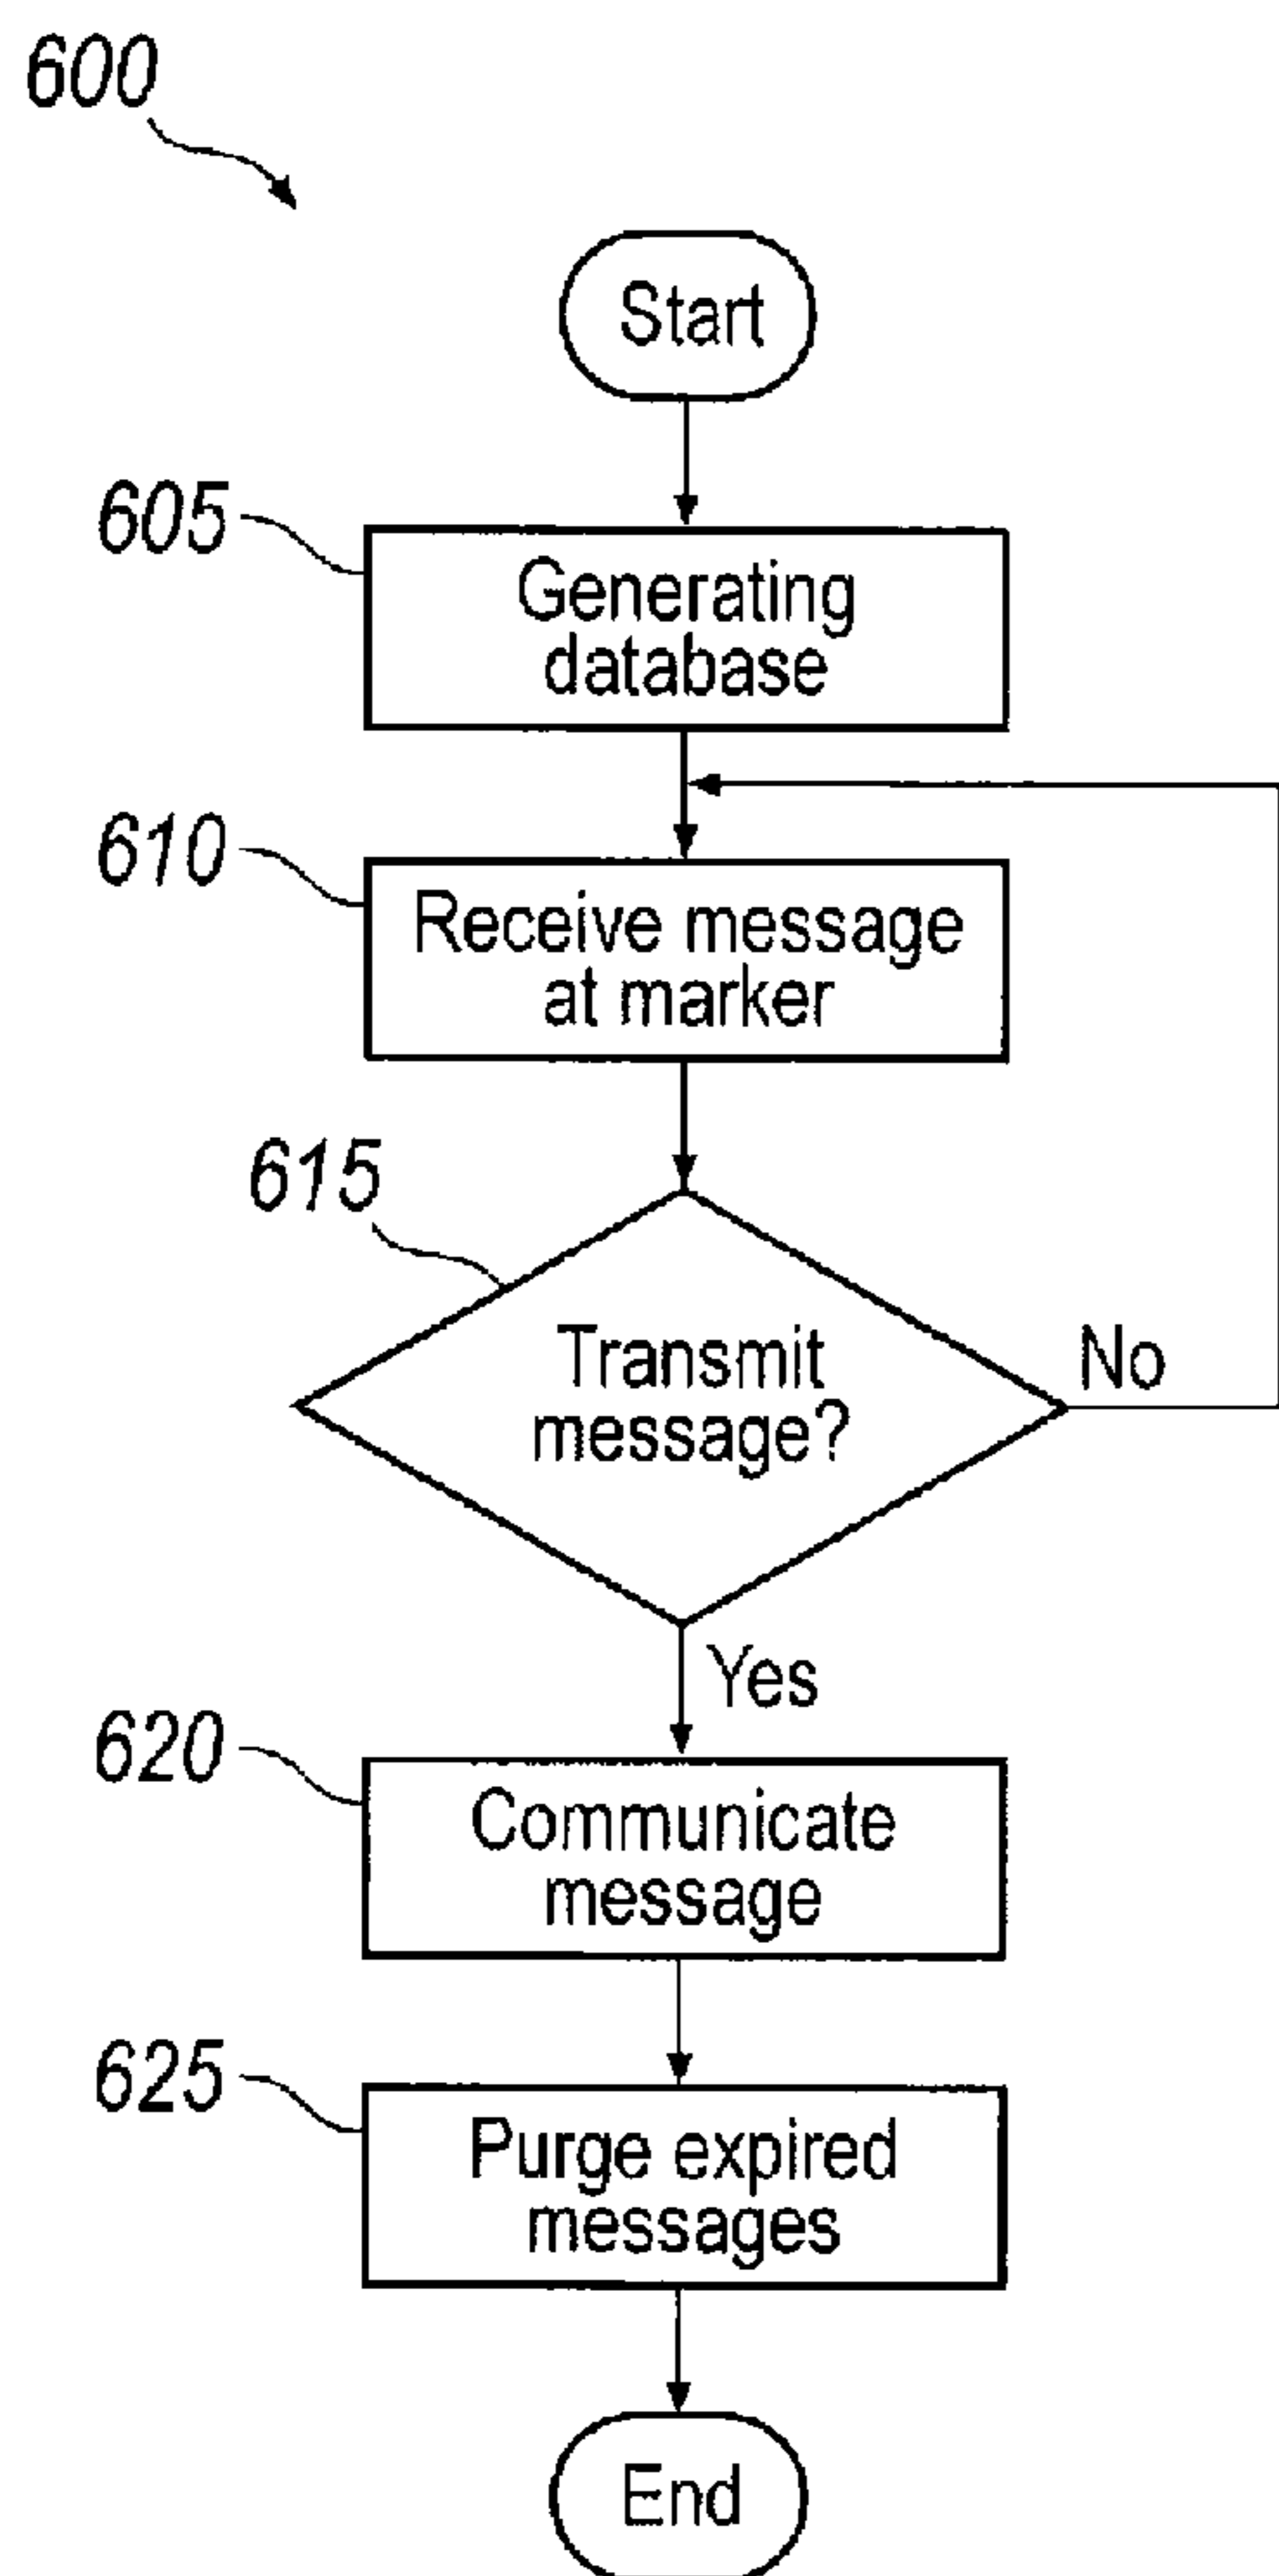 600
Start
605
Generating
database
610
Receive message
at marker
615
Transmit
message?
No
Yes
620
Communicate
message
625
Purge expired
messages
End